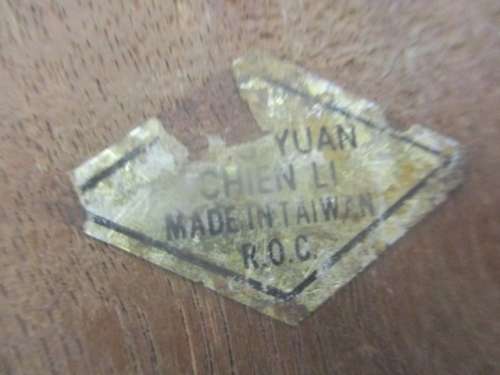 YUAN
CHIEN LI
MADE IN TAIWAN
R.O.C.